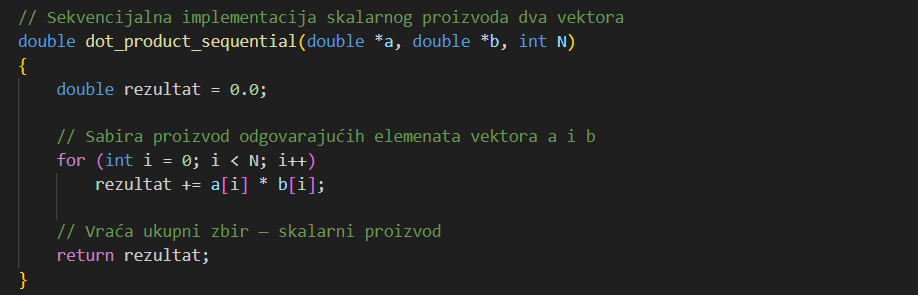 // Sekvencijalna implementacija skalarnog proizvoda dva vektora
double dot_product_sequential(double *a, double *b, int N)
{
    double rezultat = 0.0;

    // Sabira proizvod odgovarajućih elemenata vektora a i b
    for (int i = 0; i < N; i++)
        rezultat += a[i] * b[i];

    // Vraća ukupni zbir – skalarni proizvod
    return rezultat;
}